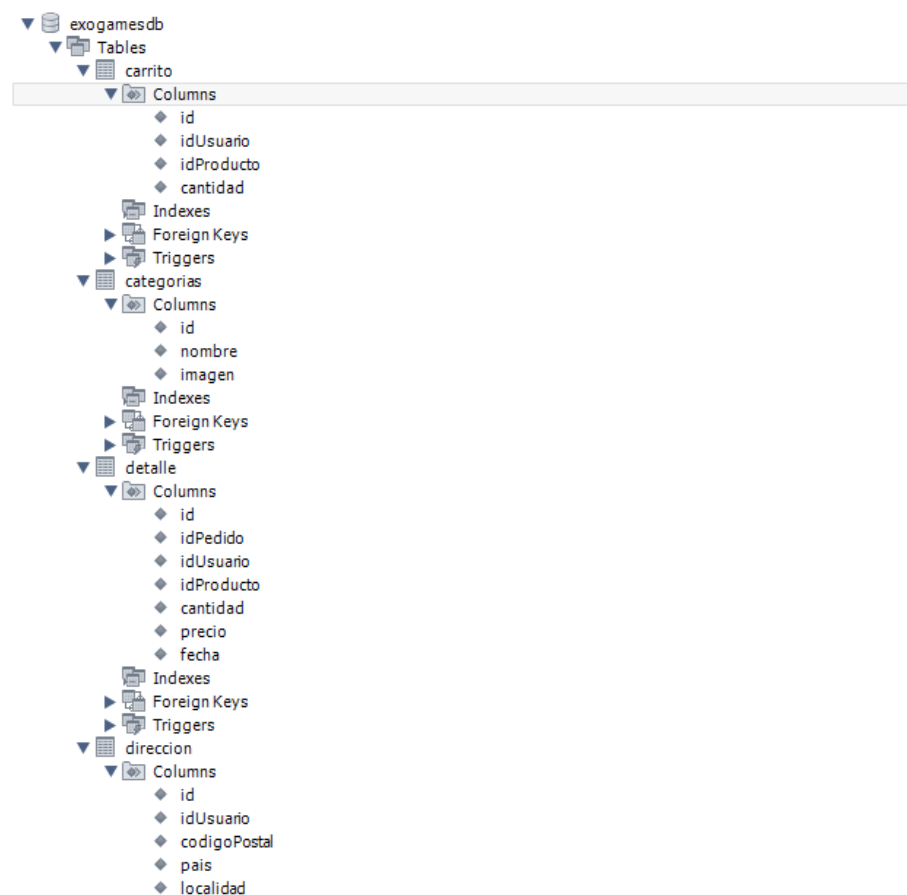 exogamesdb
Tables
carrito
Columns
id
idUsuario
idProducto
cantidad
Indexes
Foreign Keys
Triggers
categorias
Columns
id
nombre
imagen
Indexes
Foreign Keys
Triggers
detalle
Columns
id
idPedido
idUsuario
idProducto
cantidad
precio
fecha
Indexes
Foreign Keys
Triggers
direccion
Columns
id
idUsuario
codigoPostal
pais
localidad